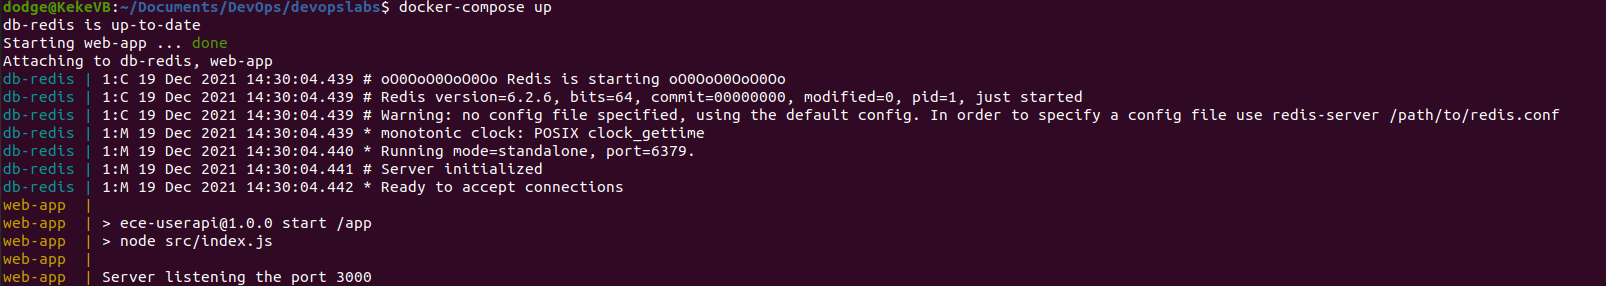 dodge@KekeVB:~/Documents/DevOps/devopslabs$ docker-compose up
db-redis is up-to-date
Starting web-app ... done
Attaching to db-redis, web-app
db-redis | 1:C 19 Dec 2021 14:30:04.439 # oO0OoO0OoO0Oo Redis is starting oO0OoO0OoO0Oo
db-redis | 1:C 19 Dec 2021 14:30:04.439 # Redis version=6.2.6, bits=64, commit=00000000, modified=0, pid=1, just started
db-redis | 1:C 19 Dec 2021 14:30:04.439 # Warning: no config file specified, using the default config. In order to specify a config file use redis-server /path/to/redis.conf
db-redis | 1:M 19 Dec 2021 14:30:04.439 * monotonic clock: POSIX clock_gettime
db-redis | 1:M 19 Dec 2021 14:30:04.440 * Running mode=standalone, port=6379.
db-redis | 1:M 19 Dec 2021 14:30:04.441 # Server initialized
db-redis | 1:M 19 Dec 2021 14:30:04.442 * Ready to accept connections
web-app  |
web-app  | > ece-userapi@1.0.0 start /app
web-app  | > node src/index.js
web-app  |
web-app  | Server listening the port 3000